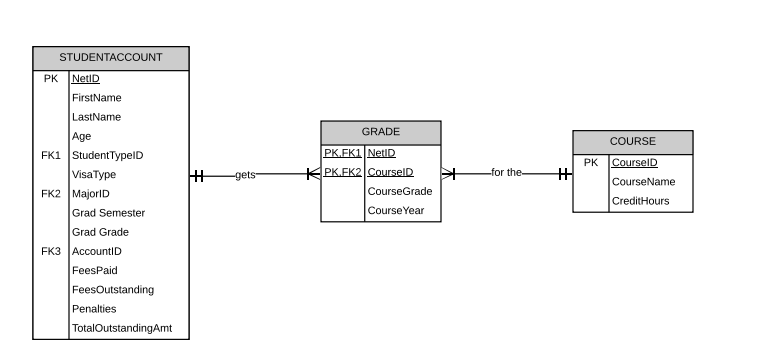 STUDENTACCOUNT
PK NetID
FirstName
LastName
Age
FK1 StudentTypeID
VisaType
FK2 MajorID
Grad Semester
Grad Grade
FK3 AccountID
FeesPaid
FeesOutstanding
Penalties
TotalOutstandingAmt
gets
GRADE
PK,FK1 NetID
PK,FK2 CourseID
CourseGrade
CourseYear
for the
COURSE
PK CourseID
CourseName
CreditHours